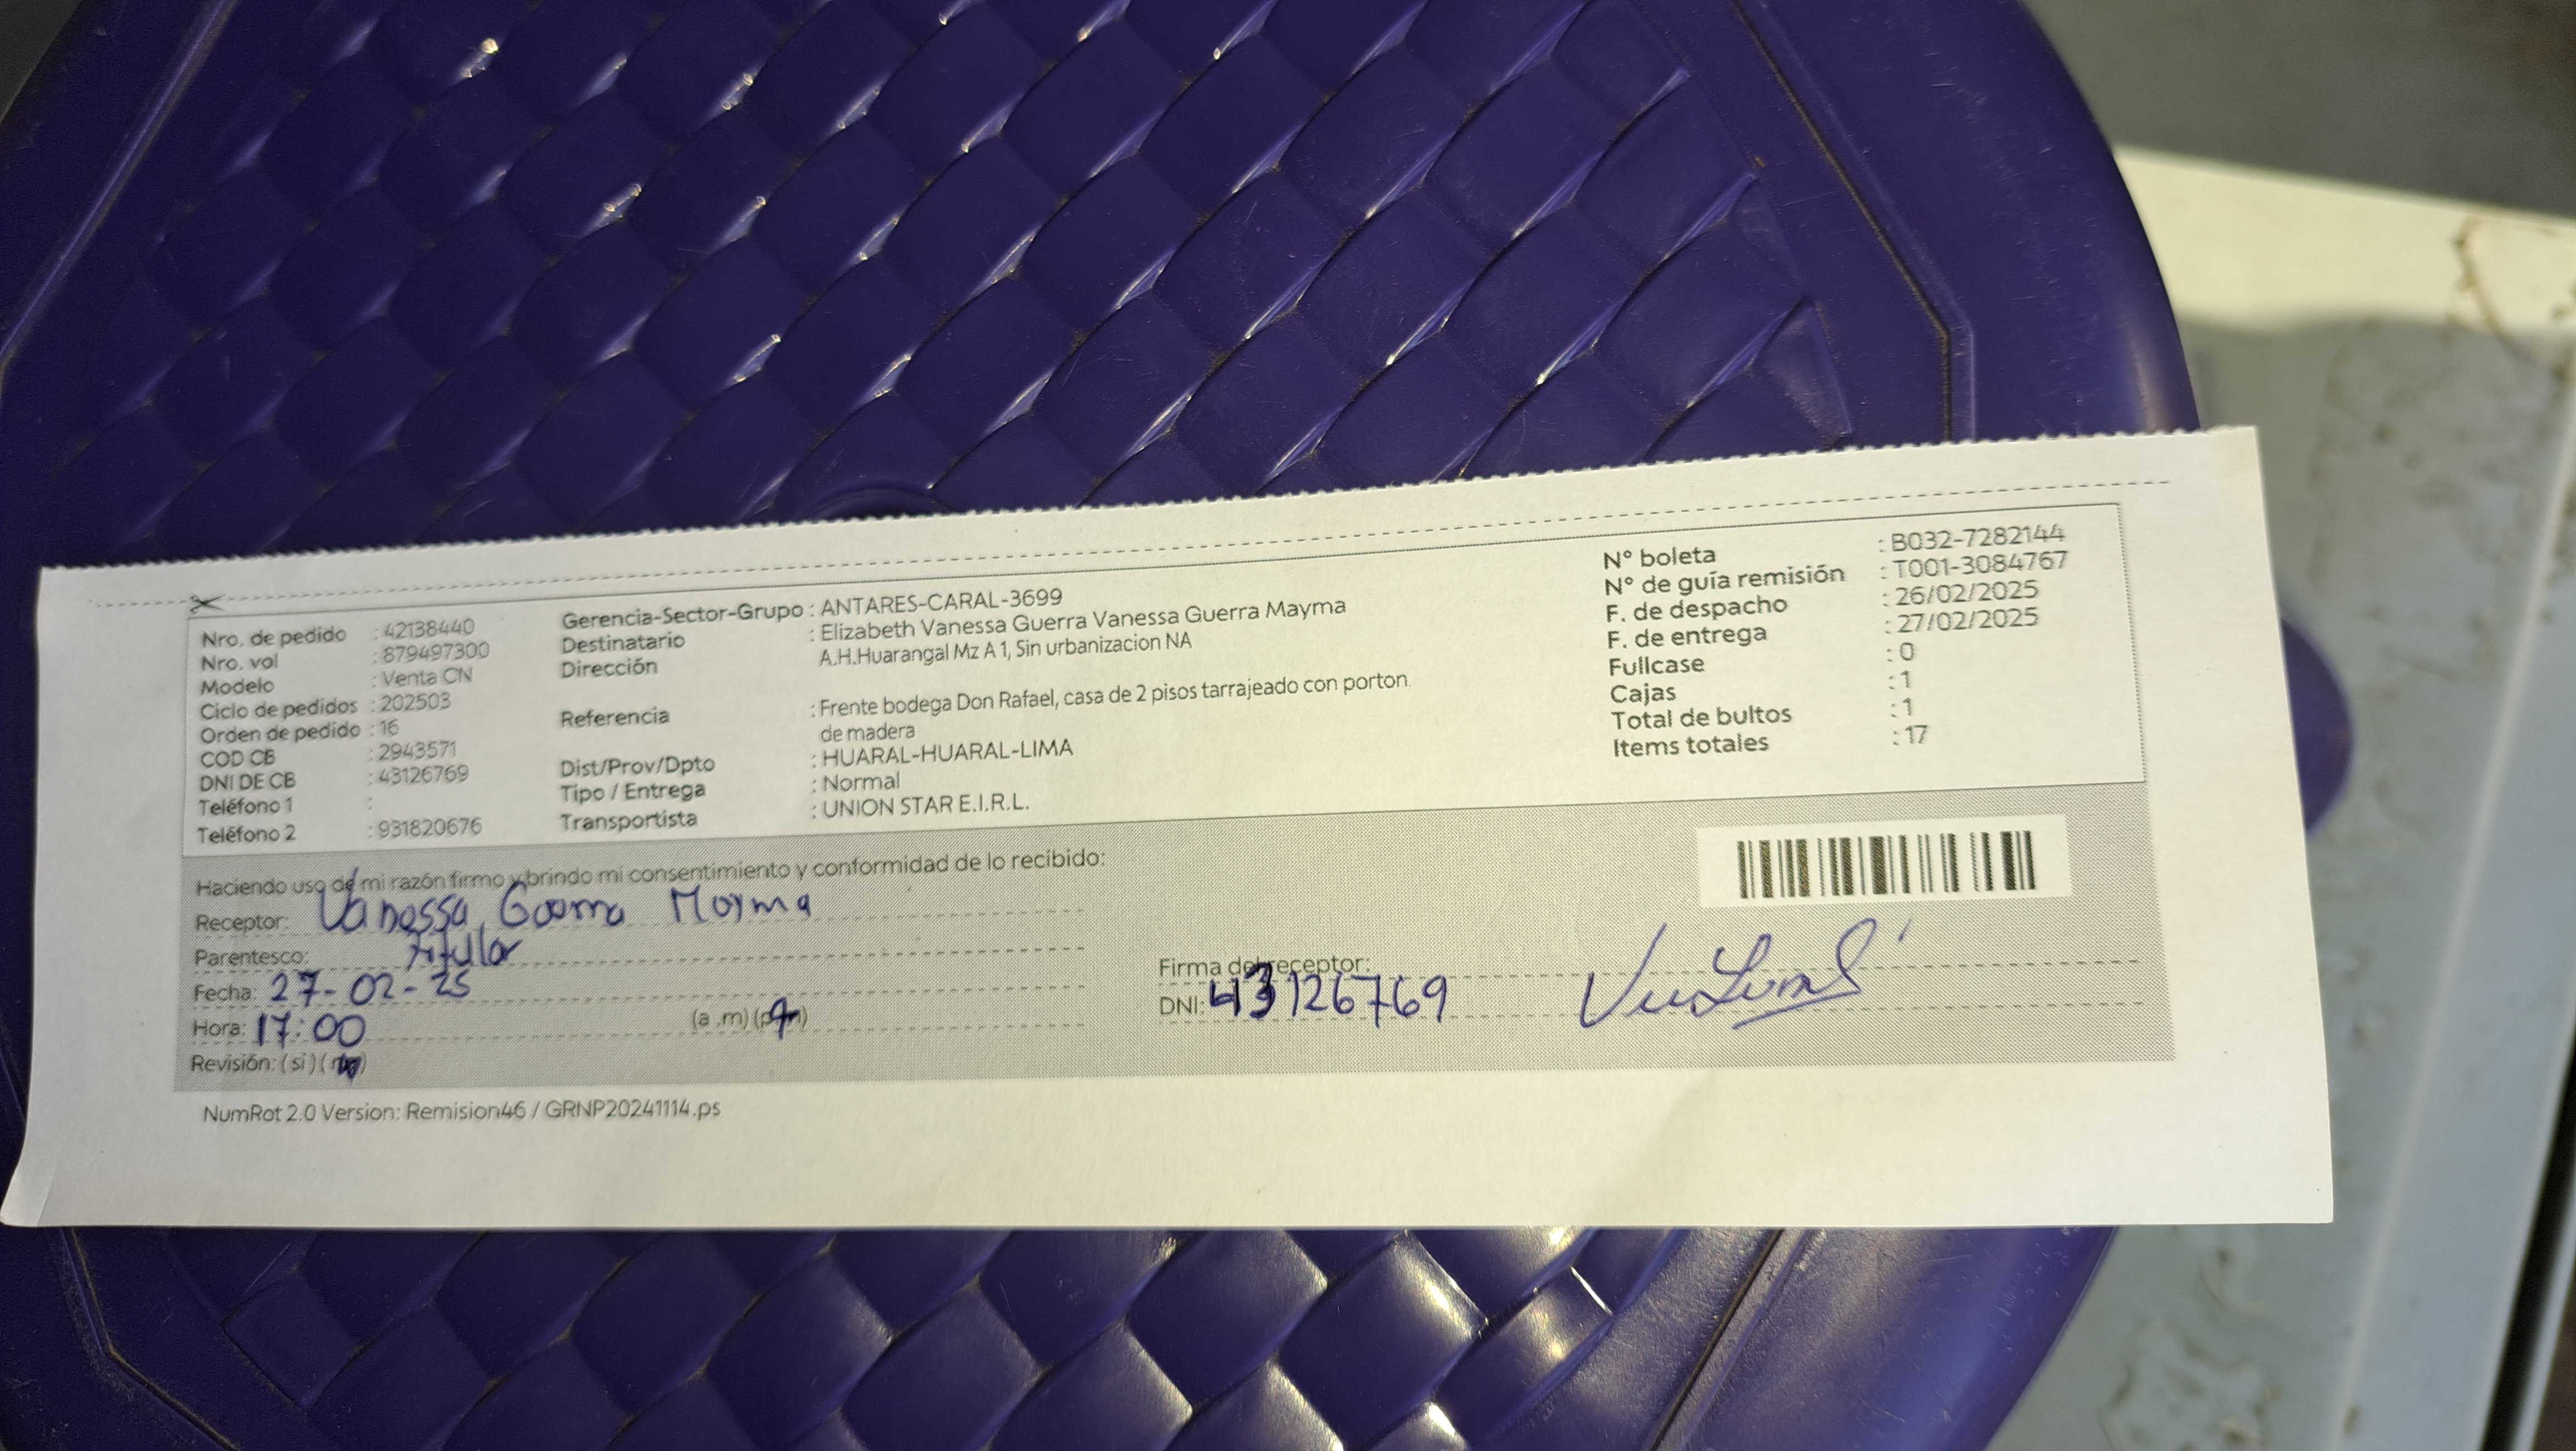 Nro. de pedido : 42138440
Nro. vol : 879497300
Modelo : Venta CN
Ciclo de pedidos : 202503
Orden de pedido : 16
COD CB : 2943571
DNI DE CB : 43126769
Teléfono 1 :
Teléfono 2 : 931820676
Gerencia-Sector-Grupo : ANTARES-CARAL-3699
Destinatario : Elizabeth Vanessa Guerra Vanessa Guerra Mayma
Dirección A.H.Huarangal Mz A 1, Sin urbanizacion NA
Referencia : Frente bodega Don Rafael, casa de 2 pisos tarrajeado con porton
de madera
Dist/Prov/Dpto : HUARAL-HUARAL-LIMA
Tipo / Entrega : Normal
Transportista : UNION STAR E.I.R.L.
N° boleta : B032-7282144
N° de guía remisión : T001-3084767
F. de despacho : 26/02/2025
F. de entrega : 27/02/2025
Fullcase : 0
Cajas : 1
Total de bultos : 1
Items totales : 17
Haciendo uso de mi razón firmo y brindo mi consentimiento y conformidad de lo recibido:
Receptor: Vanessa Guerra Mayma
Parentesco: titular
Fecha: 27-02-25
Hora: 17:00 (a .m) (p.m)
Revisión: ( si ) ( no )
Firma del receptor:
DNI: 43126769
NumRot 2.0 Version: Remision46 / GRNP20241114.ps